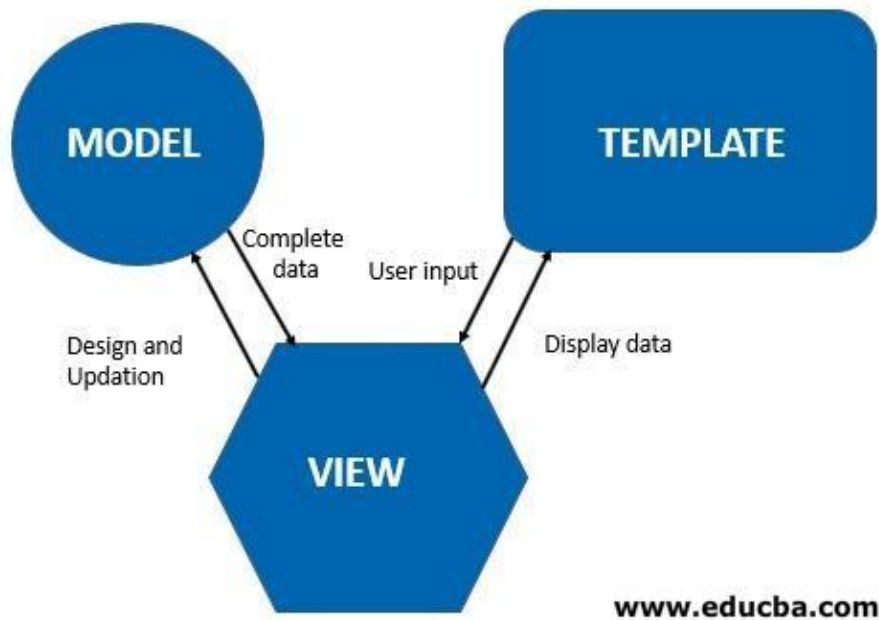 MODEL
TEMPLATE
Complete
data
User input
Design and
Updation
Display data
VIEW
www.educba.com